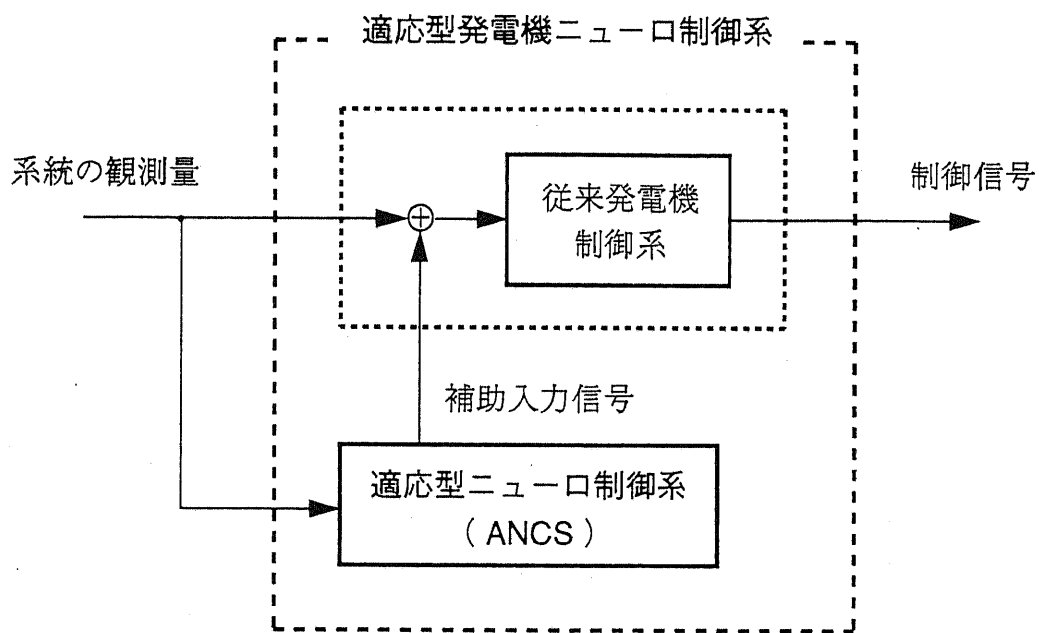 適応型発電機ニューロ制御系
系統の観測量
従来発電機
制御系
制御信号
補助入力信号
適応型ニューロ制御系
( ANCS )